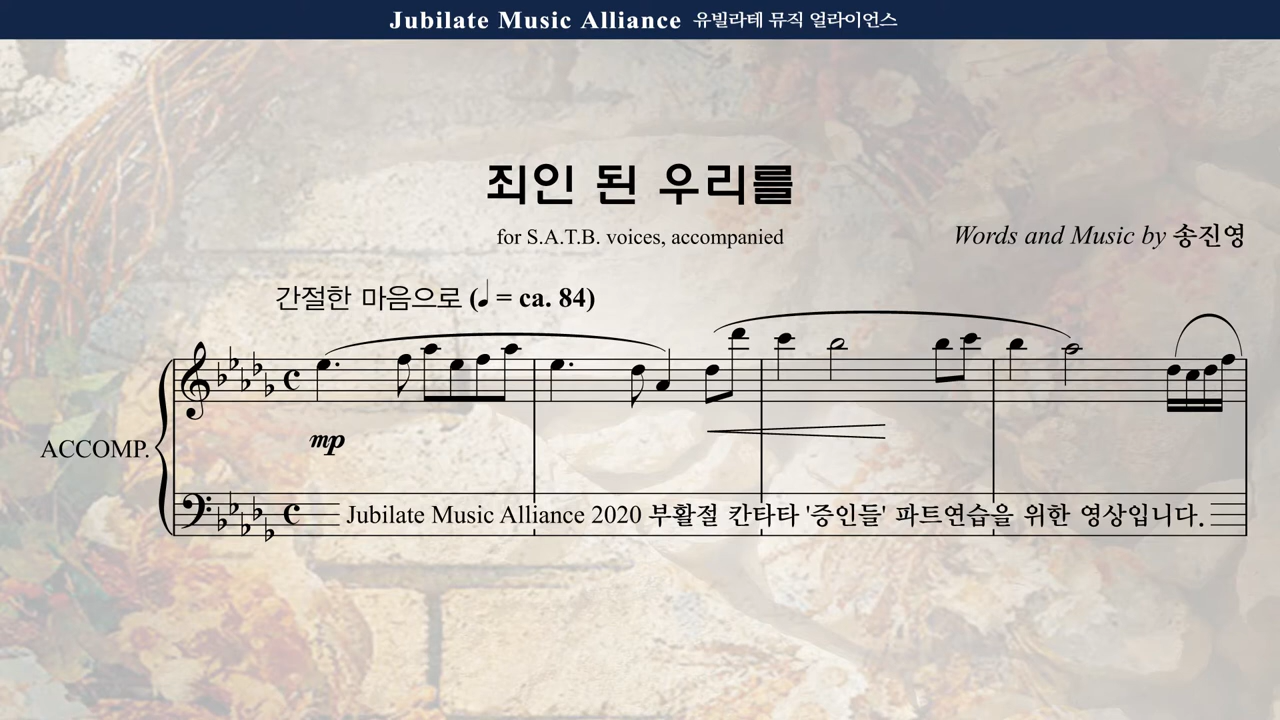 Jubilate Music Alliance 유빌라테 뮤직 얼라이언스
죄인 된 우리를
for S.A.T.B. voices, accompanied
Words and Music by 송진영
간절한 마음으로 (♩ = ca. 84)
mp
ACCOMP.
Jubilate Music Alliance 2020 부활절 칸타타 '증인들' 파트연습을 위한 영상입니다.